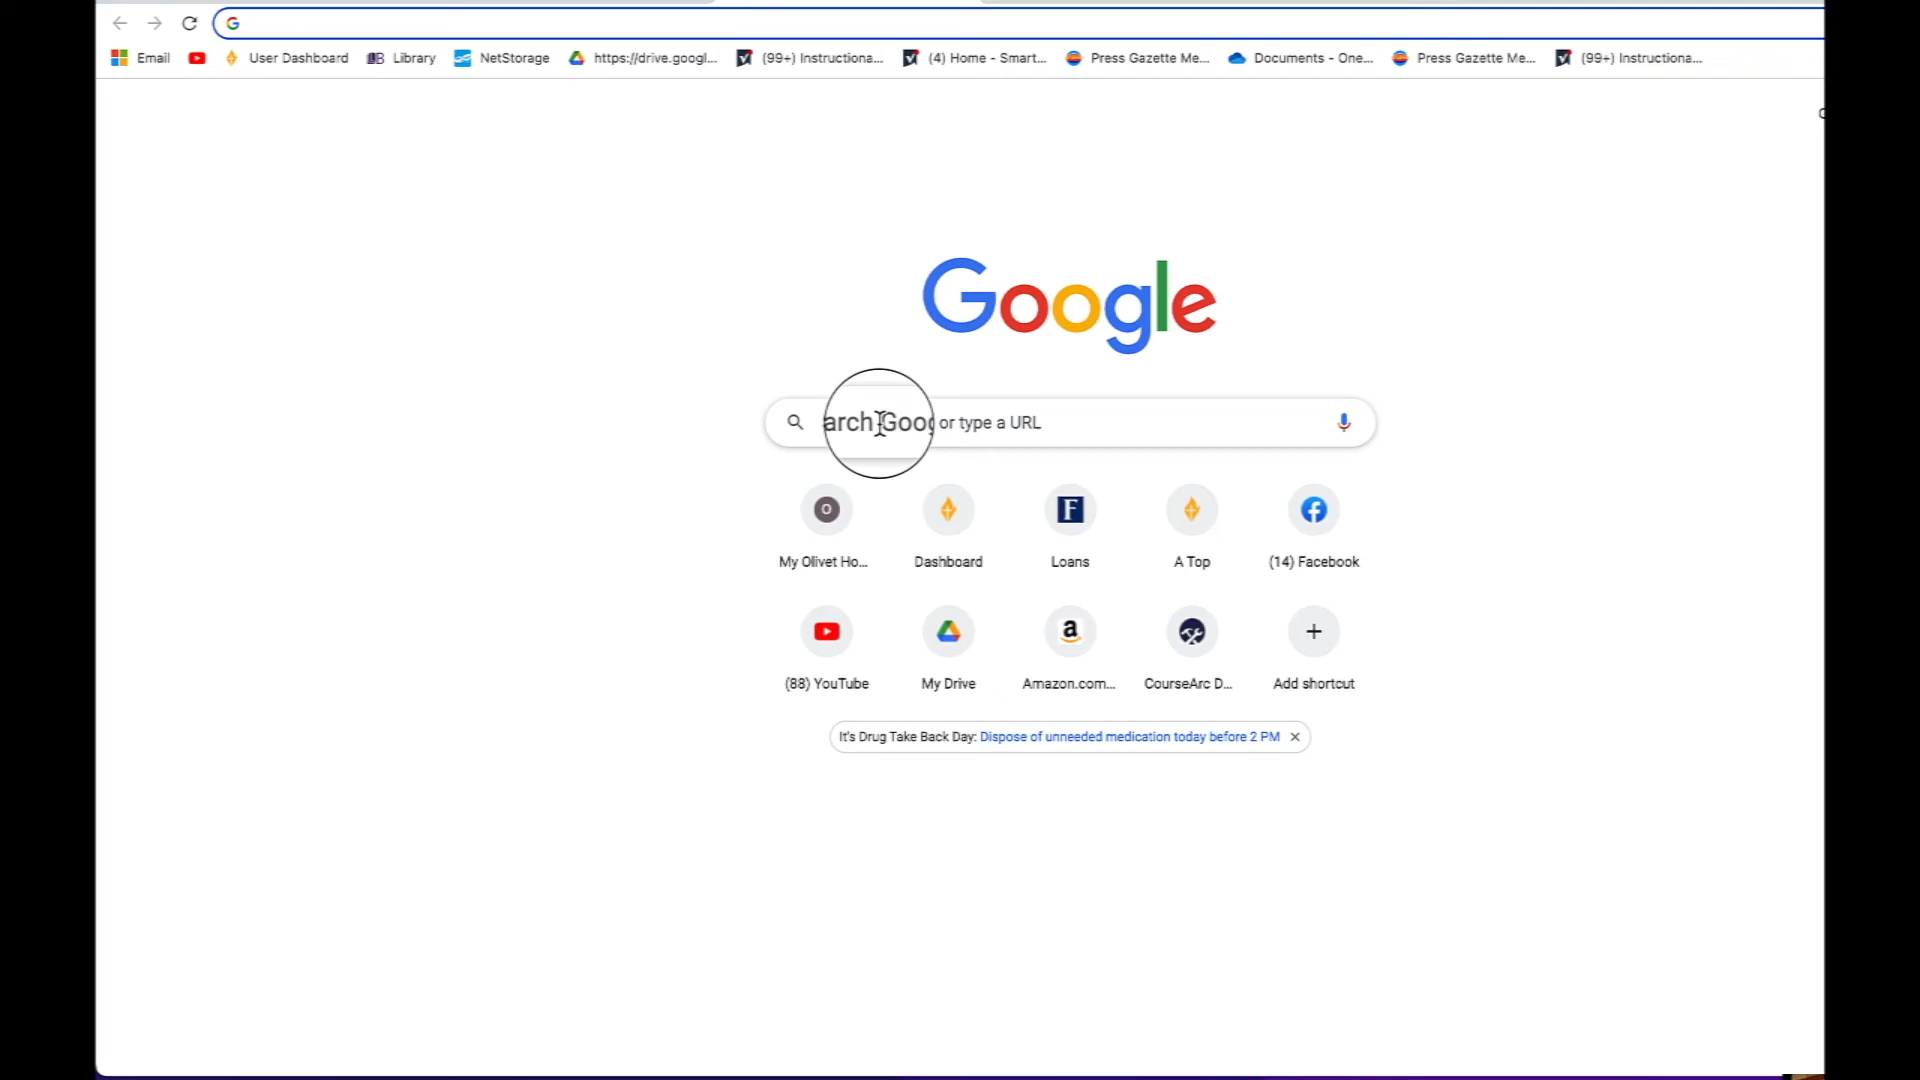 Email User Dashboard Library NetStorage https://drive.googl... (99+) Instructiona... (4) Home - Smart... Press Gazette Me... Documents - One... Press Gazette Me... (99+) Instructiona...
Google
arch Goog or type a URL
My Olivet Ho... Dashboard Loans A Top (14) Facebook
(88) YouTube My Drive Amazon.com... CourseArc D... Add shortcut
It's Drug Take Back Day: Dispose of unneeded medication today before 2 PM